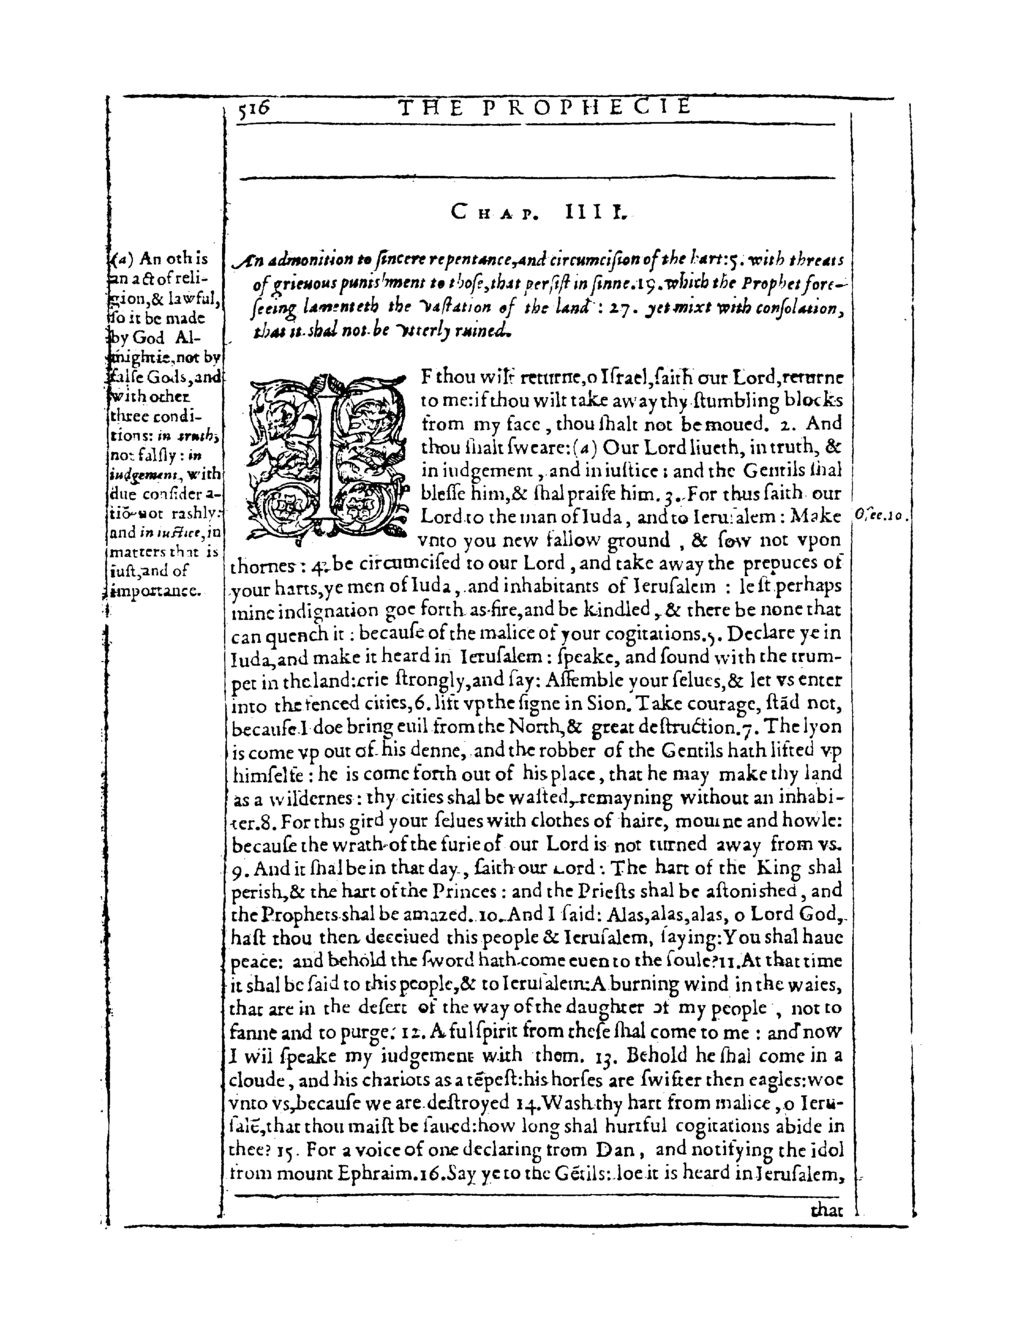 516 THE PROPHECIE
CHAP. IIII.
An admonition to ſincere repentance, and circumciſion of the hart: 5. with threats
of grieuous punishment to thoſe, that perſiſt in ſinne. 19. which the Prophet fore-
ſeeing lamenteth the vaſtation of the land: 27. yet mixt with conſolation,
that it shal not be vtterly ruined.
(a) An oth is
an act of reli-
gion, & lawful,
ſo it be made
by God Al-
mightie, not by
falſe Gods, and
with other
three condi-
tions: in truth,
not falſly: in
iudgement, with
due conſidera-
tiō not rashly:
and in iuſtice, in
matters that is
iuſt, and of
importance.
IF thou wilt returne, o Iſrael, ſaith our Lord, returne
to me: if thou wilt take away thy ſtumbling blocks
from my face, thou ſhalt not be moued. 2. And
thou ſhalt ſweare: (a) Our Lord liueth, in truth, &
in iudgement, and in iuſtice: and the Gentils ſhal
bleſſe him, & ſhal praiſe him. 3. For thus ſaith our
Lord to the man of Iuda, and to Ieruſalem: Make
vnto you new fallow ground, & ſow not vpon
thornes: 4. be circumciſed to our Lord, and take away the prepuces of
your harts, ye men of Iuda, and inhabitants of Ieruſalem: leſt perhaps
mine indignation goe forth as fire, and be kindled, & there be none that
can quench it: becauſe of the malice of your cogitations. 5. Declare ye in
Iuda, and make it heard in Ieruſalem: ſpeake, and ſound with the trum-
pet in the land: crie ſtrongly, and ſay: Aſſemble your ſelues, & let vs enter
into the fenced cities, 6. lift vp the ſigne in Sion. Take courage, ſtād not,
becauſe I doe bring euil from the North, & great deſtruction. 7. The lyon
is come vp out of his denne, and the robber of the Gentils hath lifted vp
himſelfe: he is come forth out of his place, that he may make thy land
as a wildernes: thy cities shal be waſted, remayning without an inhabi-
ter. 8. For this gird your ſelues with clothes of haire, mourne and howle:
becauſe the wrath of the furie of our Lord is not turned away from vs.
9. And it ſhal be in that day, ſaith our Lord: The hart of the King shal
perish, & the hart of the Princes: and the Prieſts shal be aſtonished, and
the Prophets shal be amazed. 10. And I ſaid: Alas, alas, alas, o Lord God,
haſt thou then deceiued this people & Ieruſalem, ſaying: You shal haue
peace: and behold the ſword hath come euen to the ſoule? 11. At that time
it shal be ſaid to this people, & to Ieruſalem: A burning wind in the waies,
that are in the deſert of the way of the daughter of my people, not to
fanne and to purge. 12. A ful ſpirit from theſe ſhal come to me: and now
I wil ſpeake my iudgement with them. 13. Behold he ſhal come in a
cloude, and his chariots as a tēpeſt: his horſes are ſwifter then eagles: woe
vnto vs, becauſe we are deſtroyed 14. Wash thy hart from malice, o Ieru-
ſalē, that thou maiſt be ſaued: how long shal hurtful cogitations abide in
thee? 15. For a voice of one declaring from Dan, and notifying the idol
from mount Ephraim. 16. Say ye to the Gētils: loe it is heard in Ieruſalem,
that
Oſee. 10.